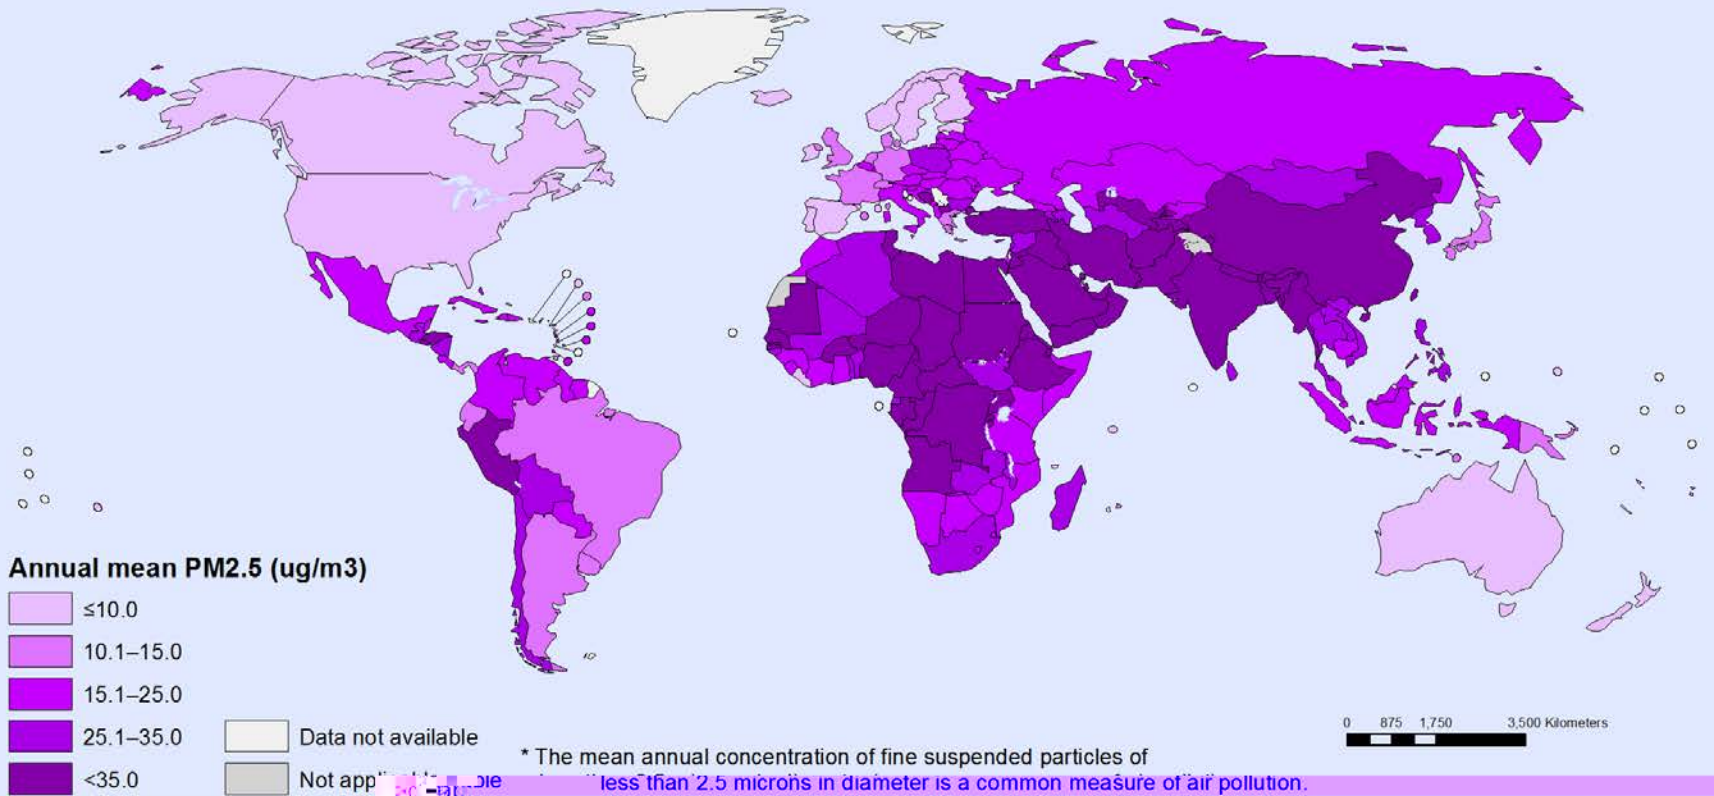 Annual mean PM2.5 (ug/m3)
≤10.0
10.1–15.0
15.1–25.0
25.1–35.0
<35.0
Data not available
Not applicable
0 875 1,750 3,500 Kilometers
* The mean annual concentration of fine suspended particles of
less than 2.5 microns in diameter is a common measure of air pollution.